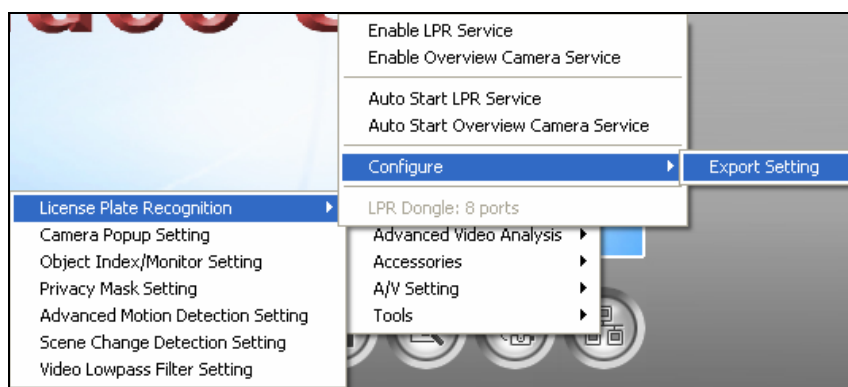 Enable LPR Service
Enable Overview Camera Service
Auto Start LPR Service
Auto Start Overview Camera Service
Configure
Export Setting
LPR Dongle: 8 ports
License Plate Recognition
Camera Popup Setting
Object Index/Monitor Setting
Privacy Mask Setting
Advanced Motion Detection Setting
Scene Change Detection Setting
Video Lowpass Filter Setting
Advanced Video Analysis
Accessories
A/V Setting
Tools